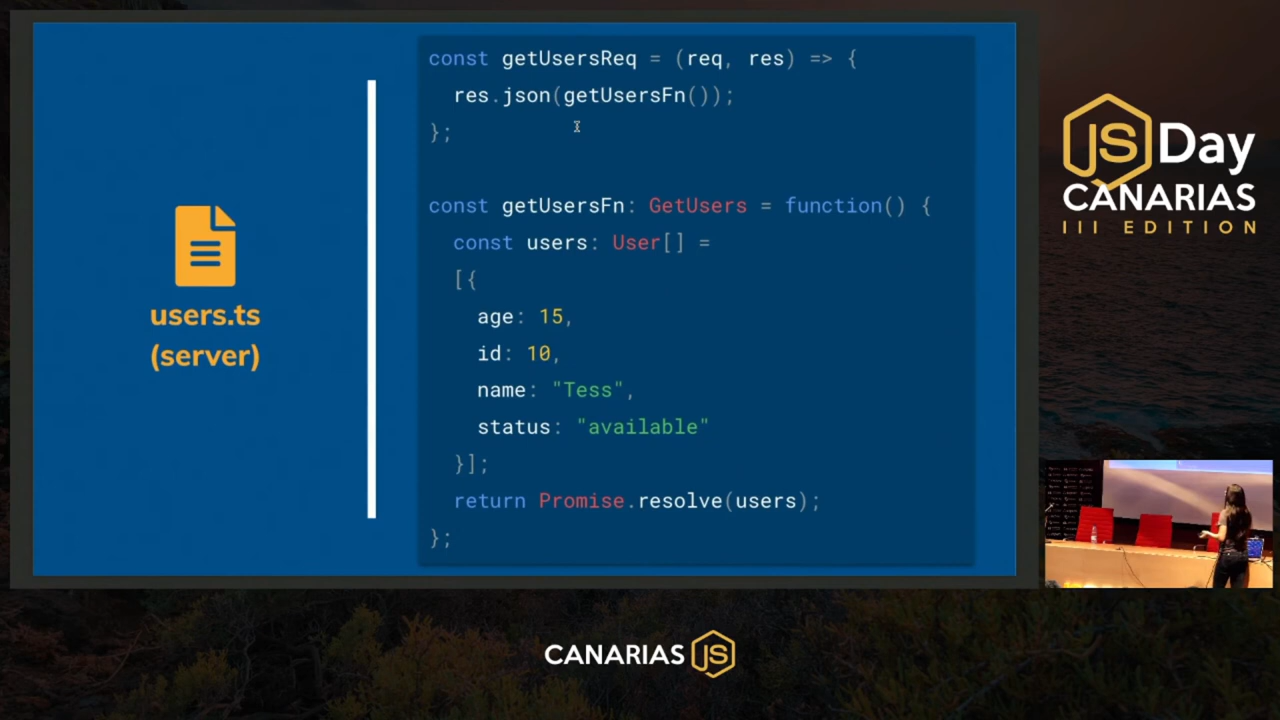 users.ts
(server)
const getUsersReq = (req, res) => {
  res.json(getUsersFn());
};
const getUsersFn: GetUsers = function() {
  const users: User[] =
  [{
    age: 15,
    id: 10,
    name: "Tess",
    status: "available"
  }];
  return Promise.resolve(users);
};
JS Day
CANARIAS
III EDITION
CANARIAS JS